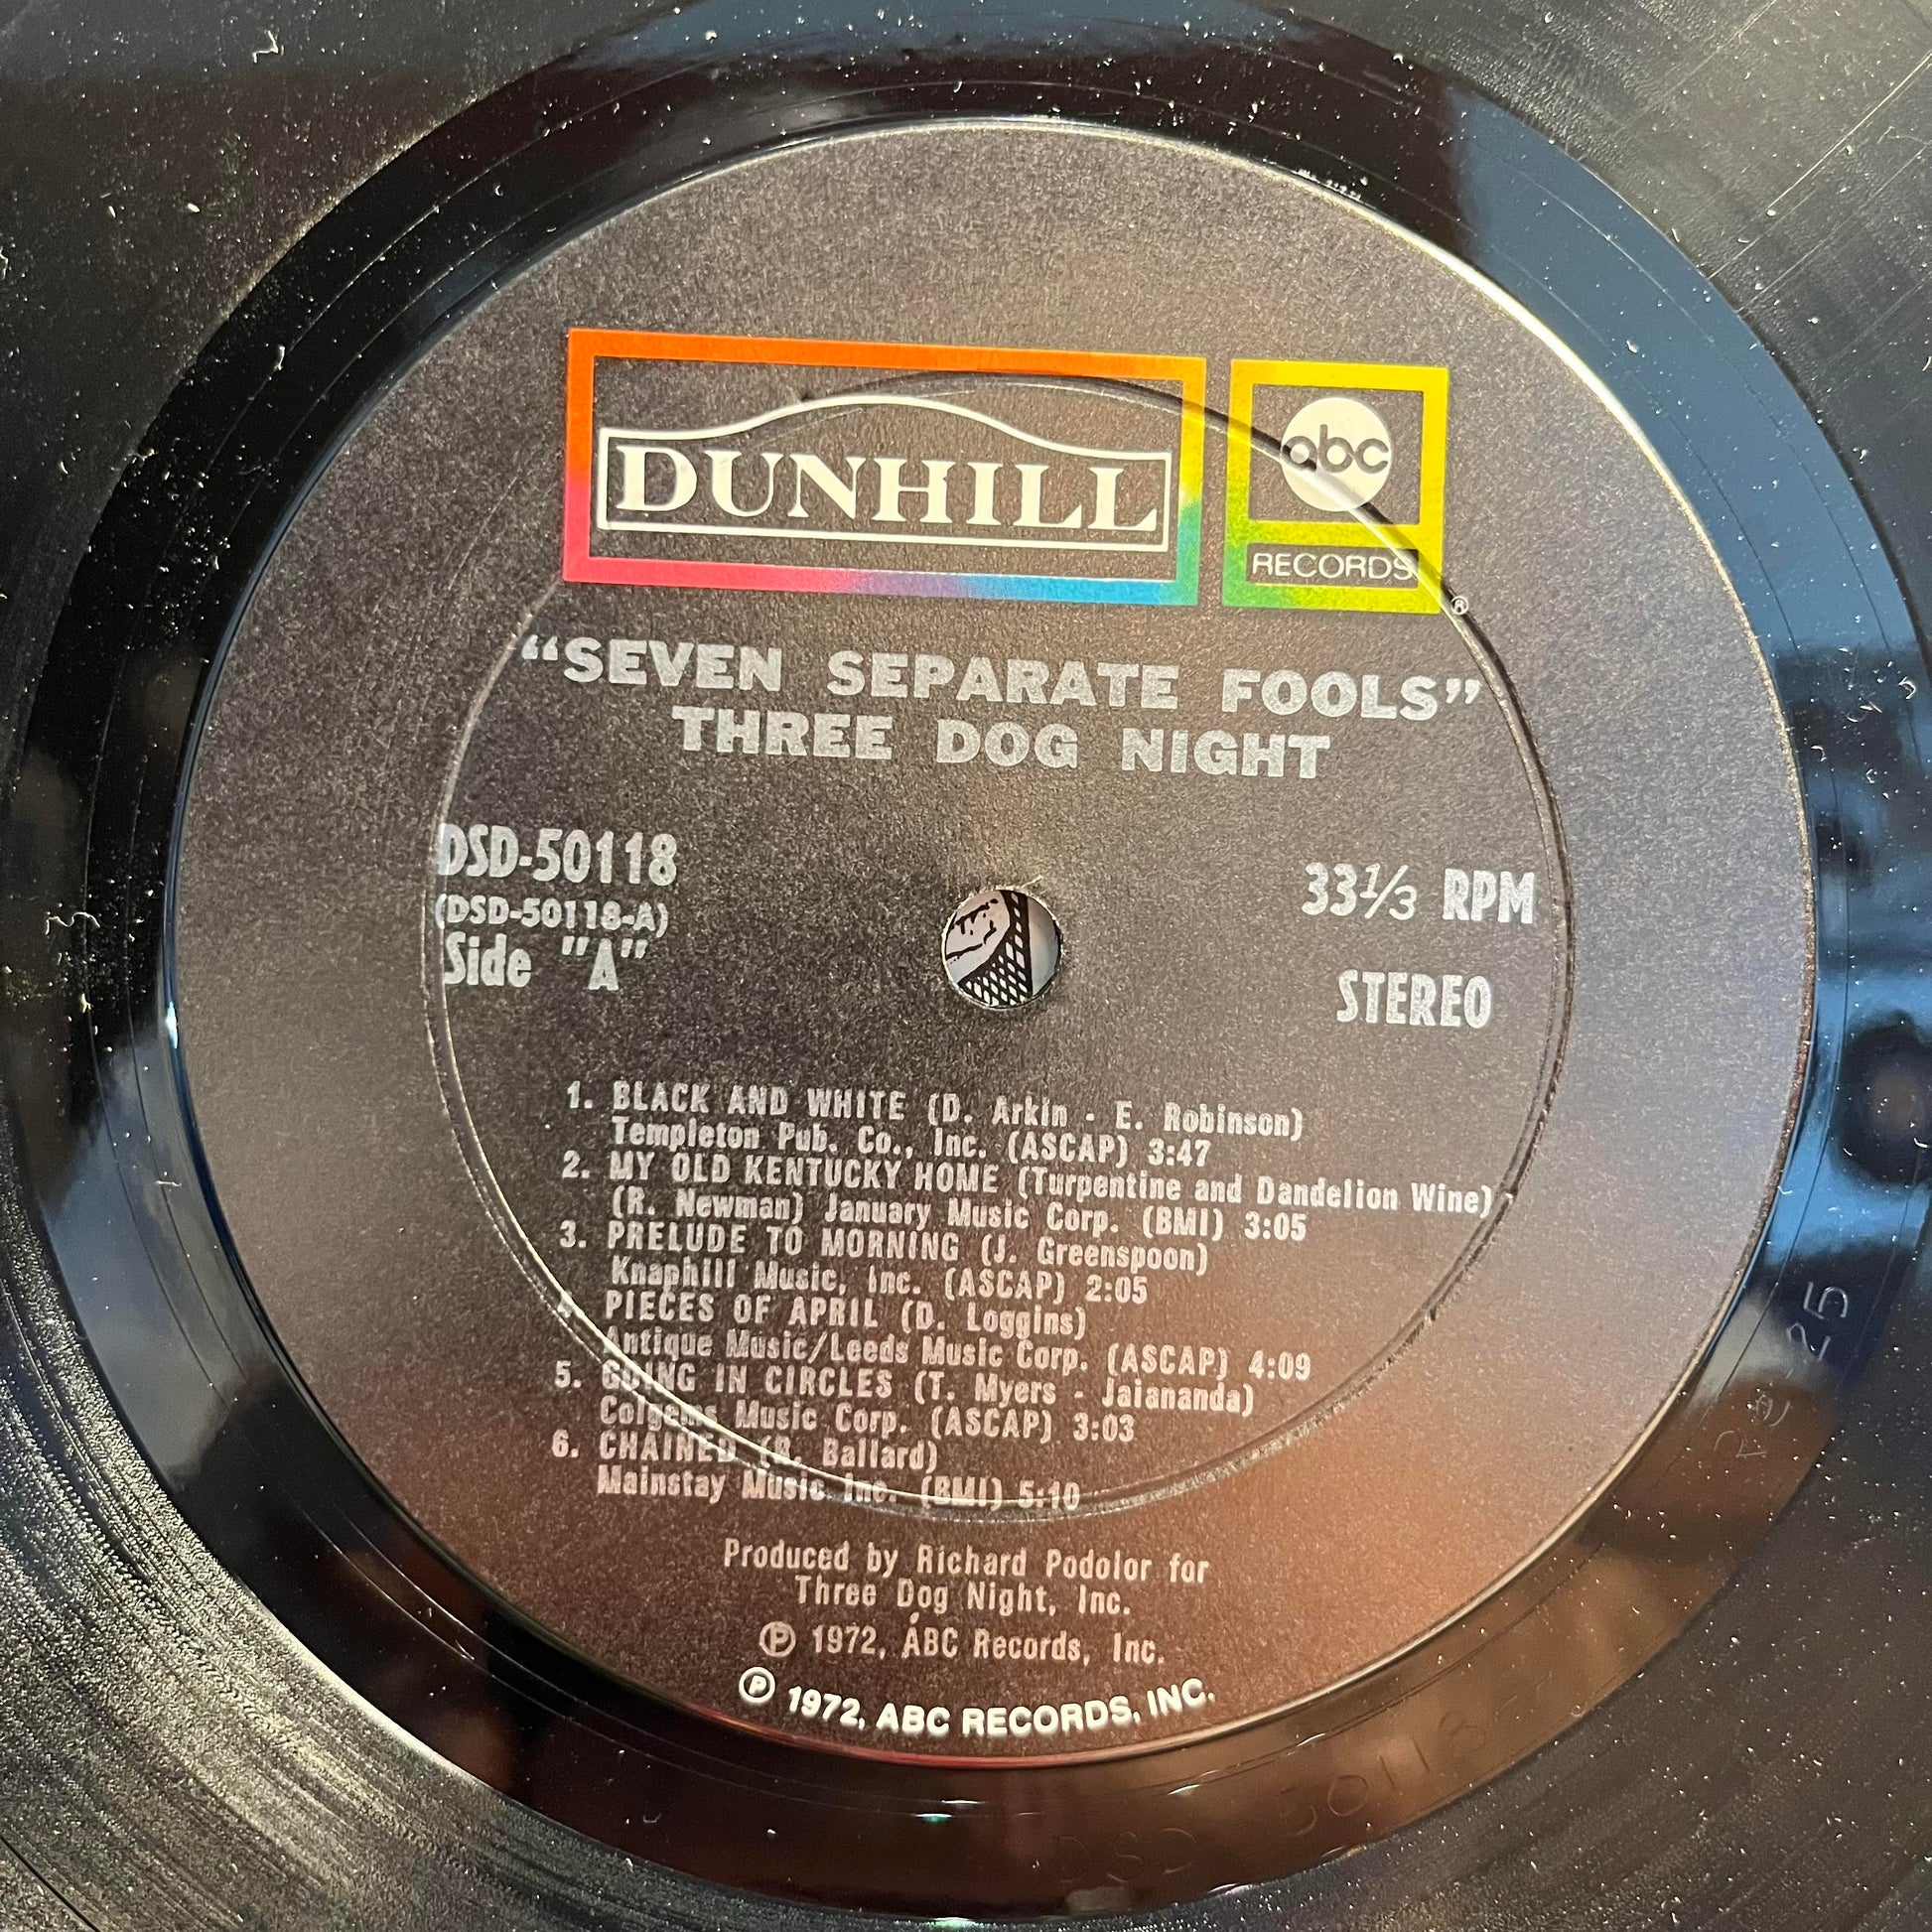 DUNHILL
abc
RECORDS
®
“SEVEN SEPARATE FOOLS”
THREE DOG NIGHT
DSD-50118
(DSD-50118-A)
Side "A"
33⅓ RPM
STEREO
1. BLACK AND WHITE (D. Arkin - E. Robinson)
Templeton Pub. Co., Inc. (ASCAP) 3:47
2. MY OLD KENTUCKY HOME (Turpentine and Dandelion Wine)
(R. Newman) January Music Corp. (BMI) 3:05
3. PRELUDE TO MORNING (J. Greenspoon)
Knaphill Music, Inc. (ASCAP) 2:05
4. PIECES OF APRIL (D. Loggins)
Antique Music/Leeds Music Corp. (ASCAP) 4:09
5. GOING IN CIRCLES (T. Myers - Jaiananda)
Colgems Music Corp. (ASCAP) 3:03
6. CHAINED (R. Ballard)
Mainstay Music Inc. (BMI) 5:10
Produced by Richard Podolor for
Three Dog Night, Inc.
Ⓟ 1972, ABC Records, Inc.
Ⓟ 1972, ABC RECORDS, INC.
DSD 50118
25